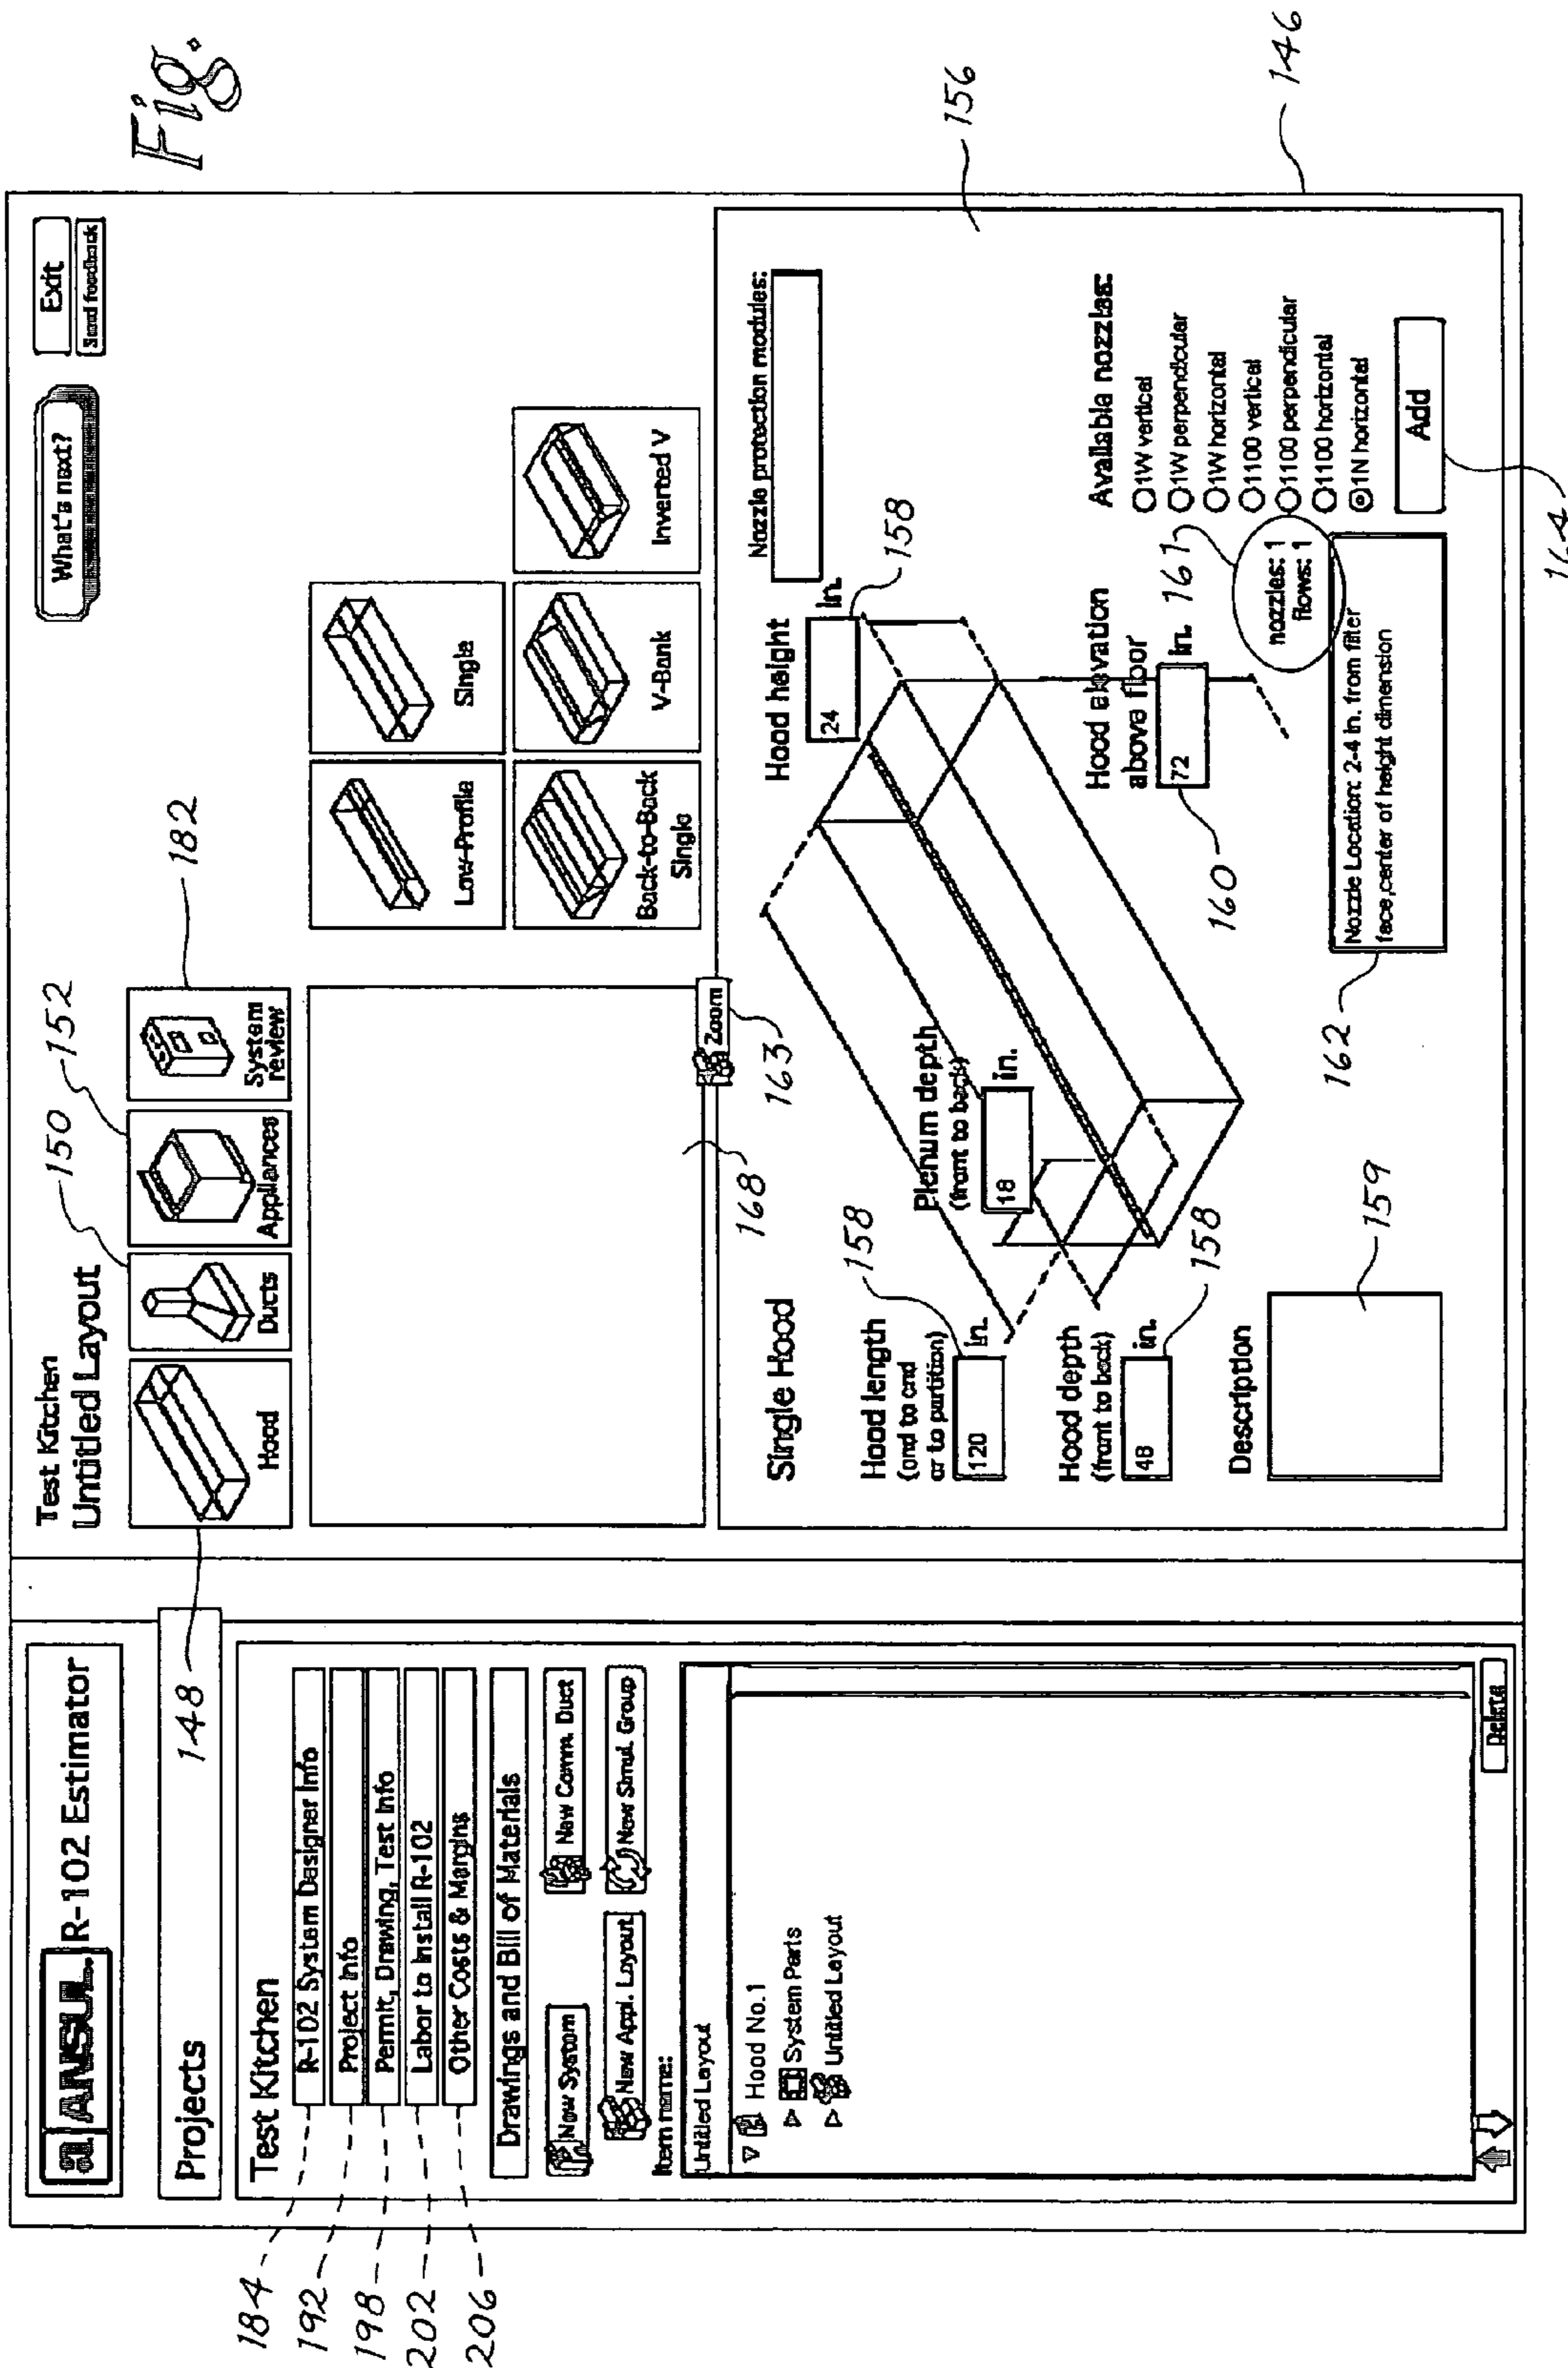 Fig. 8
a ANSUL R-102 Estimator
Projects
Test Kitchen
R-102 System Designer Info
Project Info
Permit, Drawing, Test Info
Labor to Install R-102
Other Costs & Margins
Drawings and Bill of Materials
New System
New Comm. Duct
New Appl. Layout
New Simul. Group
Item name:
Untitled Layout
Hood No.1
System Parts
Untitled Layout
Delete
184
192
198
202
206
148
Test Kitchen
Untitled Layout
What's next?
Exit
Send feedback
150
152
182
Hood
Ducts
Appliances
System
review
Low-Profile
Single
Back-to-Back
Single
V-Bank
Inverted V
168
Zoom
163
Single Hood
Hood length
(end to end
or to partition)
120 in.
158
Hood depth
(front to back)
48 in.
158
Plenum depth
(front to back)
18 in.
Hood height
24 in.
158
Hood elevation
above floor
72 in.
160
161
nozzles: 1
flows: 1
Nozzle Location: 2-4 in. from filter
face,center of height dimension
162
Description
159
Nozzle protection modules:
Available nozzles:
1W vertical
1W perpendicular
1W horizontal
1100 vertical
1100 perpendicular
1100 horizontal
1N horizontal
Add
164
156
146